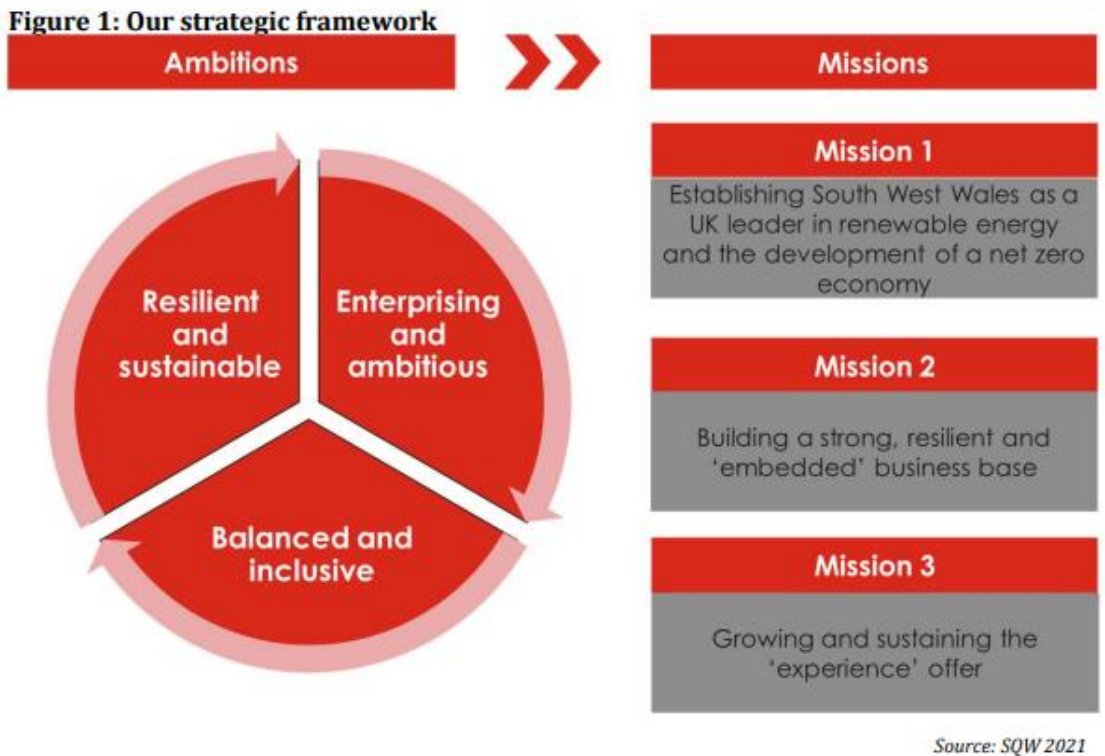 Figure 1: Our strategic framework
Ambitions
Missions
Resilient
and
sustainable
Enterprising
and
ambitious
Balanced and
inclusive
Mission 1
Establishing South West Wales as a
UK leader in renewable energy
and the development of a net zero
economy
Mission 2
Building a strong, resilient and
‘embedded’ business base
Mission 3
Growing and sustaining the
‘experience’ offer
Source: SQW 2021